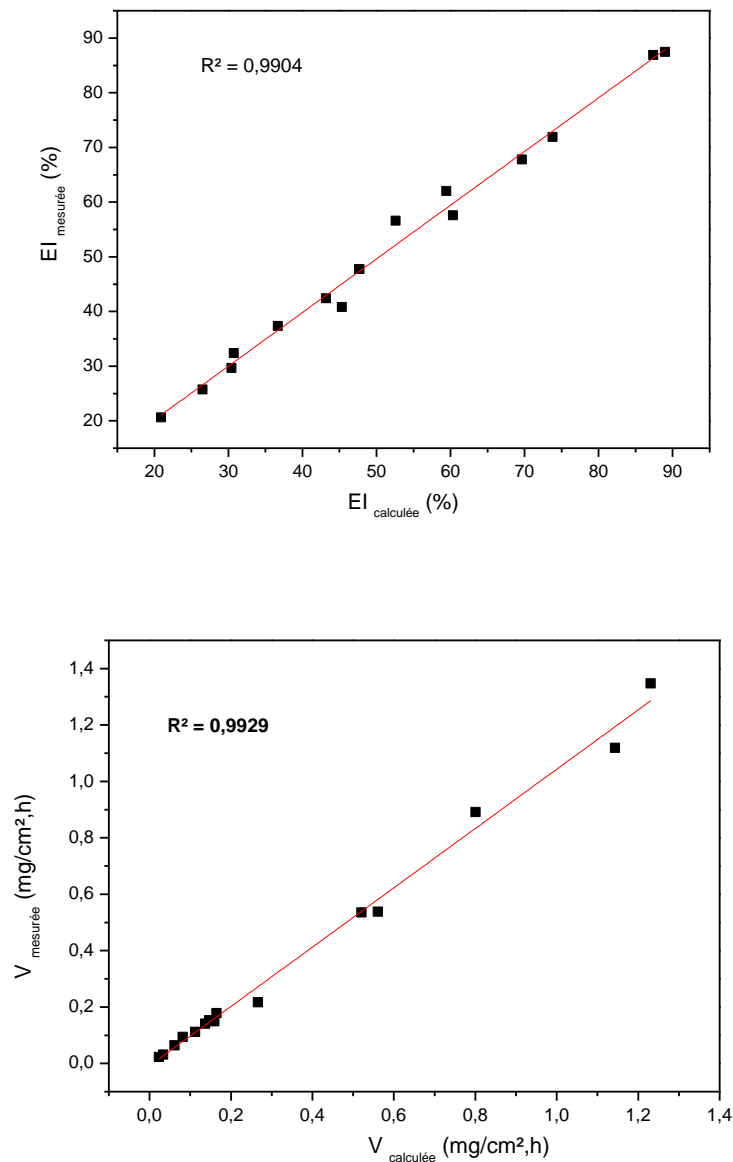 90
80
70
60
50
40
30
20
EI mesurée (%)
R² = 0,9904
20 30 40 50 60 70 80 90
EI calculée (%)
1,4
1,2
1,0
0,8
0,6
0,4
0,2
0,0
V mesurée (mg/cm²,h)
R² = 0,9929
0,0 0,2 0,4 0,6 0,8 1,0 1,2 1,4
V calculée (mg/cm²,h)